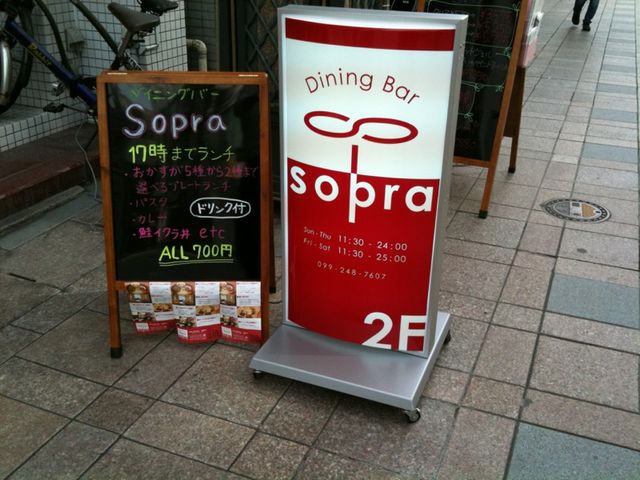 ダイニングバー
Sopra
17時までランチ
・おかずが5種から2種まで
選べるプレートランチ
・パスタ
・カレー
ドリンク付
・鮭イクラ丼 etc
ALL 700円
Dining Bar
sopra
Sun - Thu 11:30 - 24:00
Fri - Sat 11:30 - 25:00
099-248-7607
2F